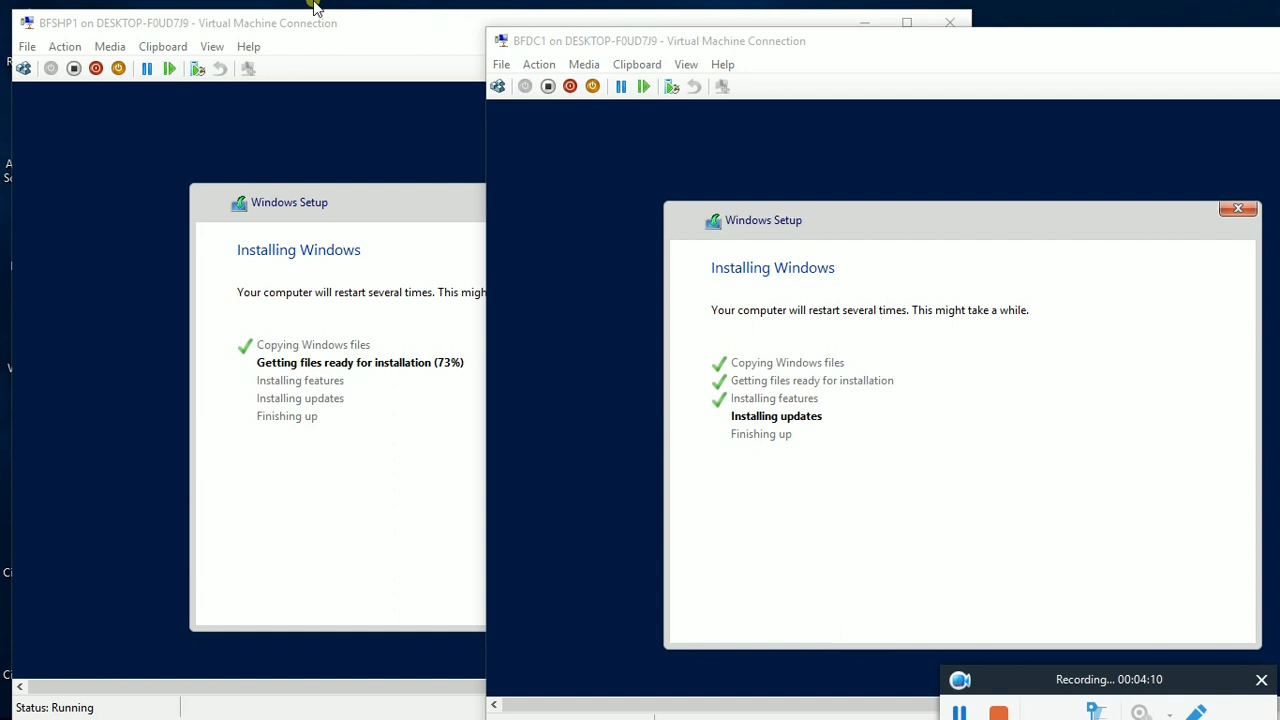 BFSHP1 on DESKTOP-F0UD7J9 - Virtual Machine Connection
File Action Media Clipboard View Help
Windows Setup
Installing Windows
Your computer will restart several times. This migh
Copying Windows files
Getting files ready for installation (73%)
Installing features
Installing updates
Finishing up
Status: Running
BFDC1 on DESKTOP-F0UD7J9 - Virtual Machine Connection
File Action Media Clipboard View Help
Windows Setup
Installing Windows
Your computer will restart several times. This might take a while.
Copying Windows files
Getting files ready for installation
Installing features
Installing updates
Finishing up
Recording... 00:04:10